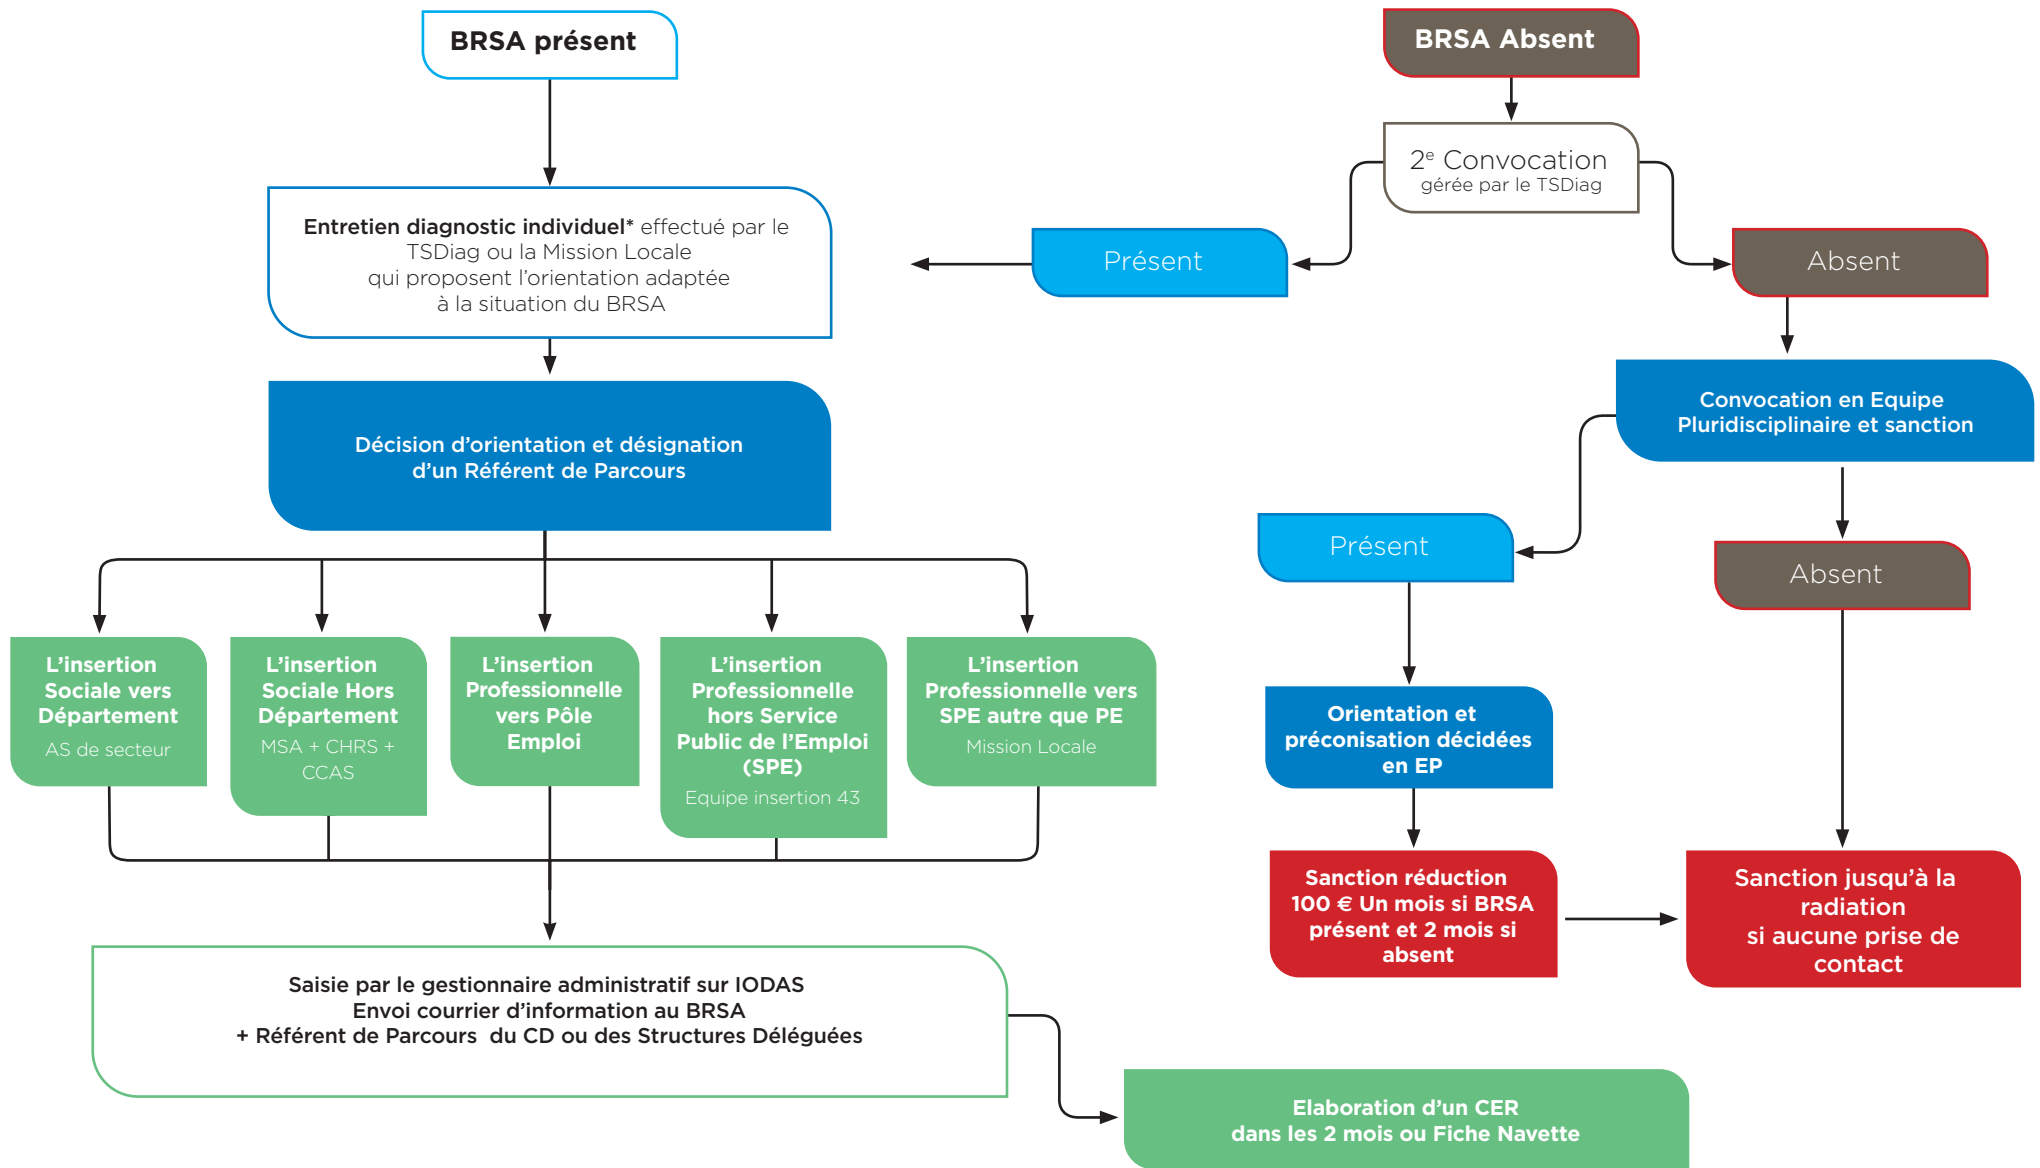 BRSA présent
BRSA Absent
2e Convocation
gérée par le TSDiag
Entretien diagnostic individuel* effectué par le
TSDiag ou la Mission Locale
qui proposent l'orientation adaptée
à la situation du BRSA
Présent
Absent
Convocation en Equipe
Pluridisciplinaire et sanction
Décision d'orientation et désignation
d'un Référent de Parcours
Présent
Absent
L'insertion
Sociale vers
Département
AS de secteur
L'insertion
Sociale Hors
Département
MSA + CHRS +
CCAS
L'insertion
Professionnelle
vers Pôle
Emploi
L'insertion
Professionnelle
hors Service
Public de l'Emploi
(SPE)
Equipe insertion 43
L'insertion
Professionnelle vers
SPE autre que PE
Mission Locale
Orientation et
préconisation décidées
en EP
Sanction réduction
100 € Un mois si BRSA
présent et 2 mois si
absent
Sanction jusqu'à la
radiation
si aucune prise de
contact
Saisie par le gestionnaire administratif sur IODAS
Envoi courrier d'information au BRSA
+ Référent de Parcours du CD ou des Structures Déléguées
Elaboration d'un CER
dans les 2 mois ou Fiche Navette